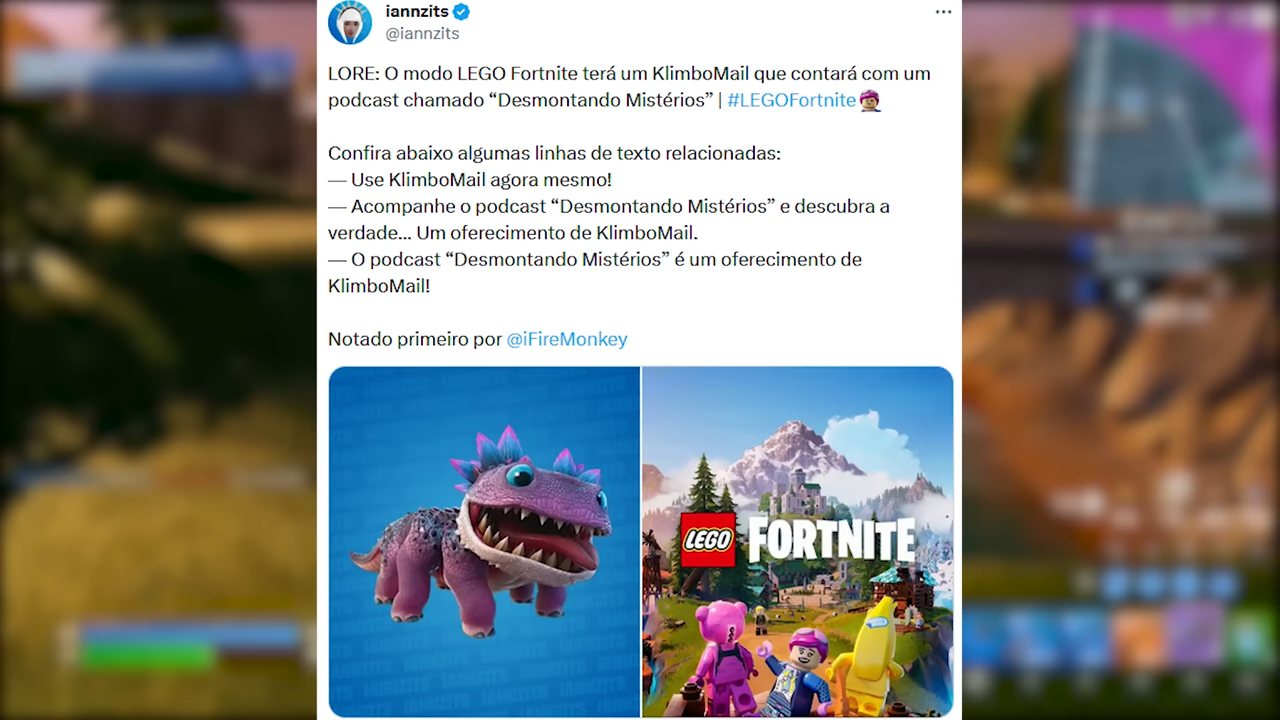 iannzits
@iannzits
LORE: O modo LEGO Fortnite terá um KlimboMail que contará com um
podcast chamado “Desmontando Mistérios” | #LEGOFortnite
Confira abaixo algumas linhas de texto relacionadas:
— Use KlimboMail agora mesmo!
— Acompanhe o podcast “Desmontando Mistérios” e descubra a
verdade... Um oferecimento de KlimboMail.
— O podcast “Desmontando Mistérios” é um oferecimento de
KlimboMail!
Notado primeiro por @iFireMonkey
LEGO FORTNITE